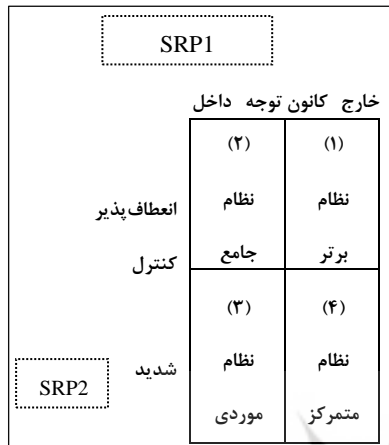 SRP1
خارج کانون توجه داخل
(۱) (۲)
نظام نظام انعطاف‌پذیر
برتر جامع کنترل
(۴) (۳)
نظام نظام شدید
متمرکز موردی SRP2